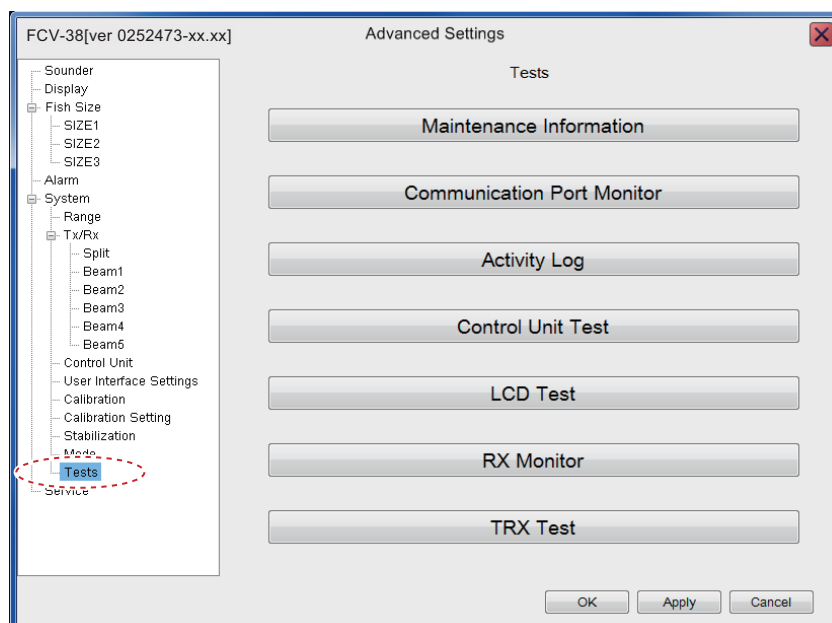 FCV-38[ver 0252473-xx.xx]
Advanced Settings
Sounder
Display
Fish Size
SIZE1
SIZE2
SIZE3
Alarm
System
Range
Tx/Rx
Split
Beam1
Beam2
Beam3
Beam4
Beam5
Control Unit
User Interface Settings
Calibration
Calibration Setting
Stabilization
Mode
Tests
Service
Tests
Maintenance Information
Communication Port Monitor
Activity Log
Control Unit Test
LCD Test
RX Monitor
TRX Test
OK
Apply
Cancel